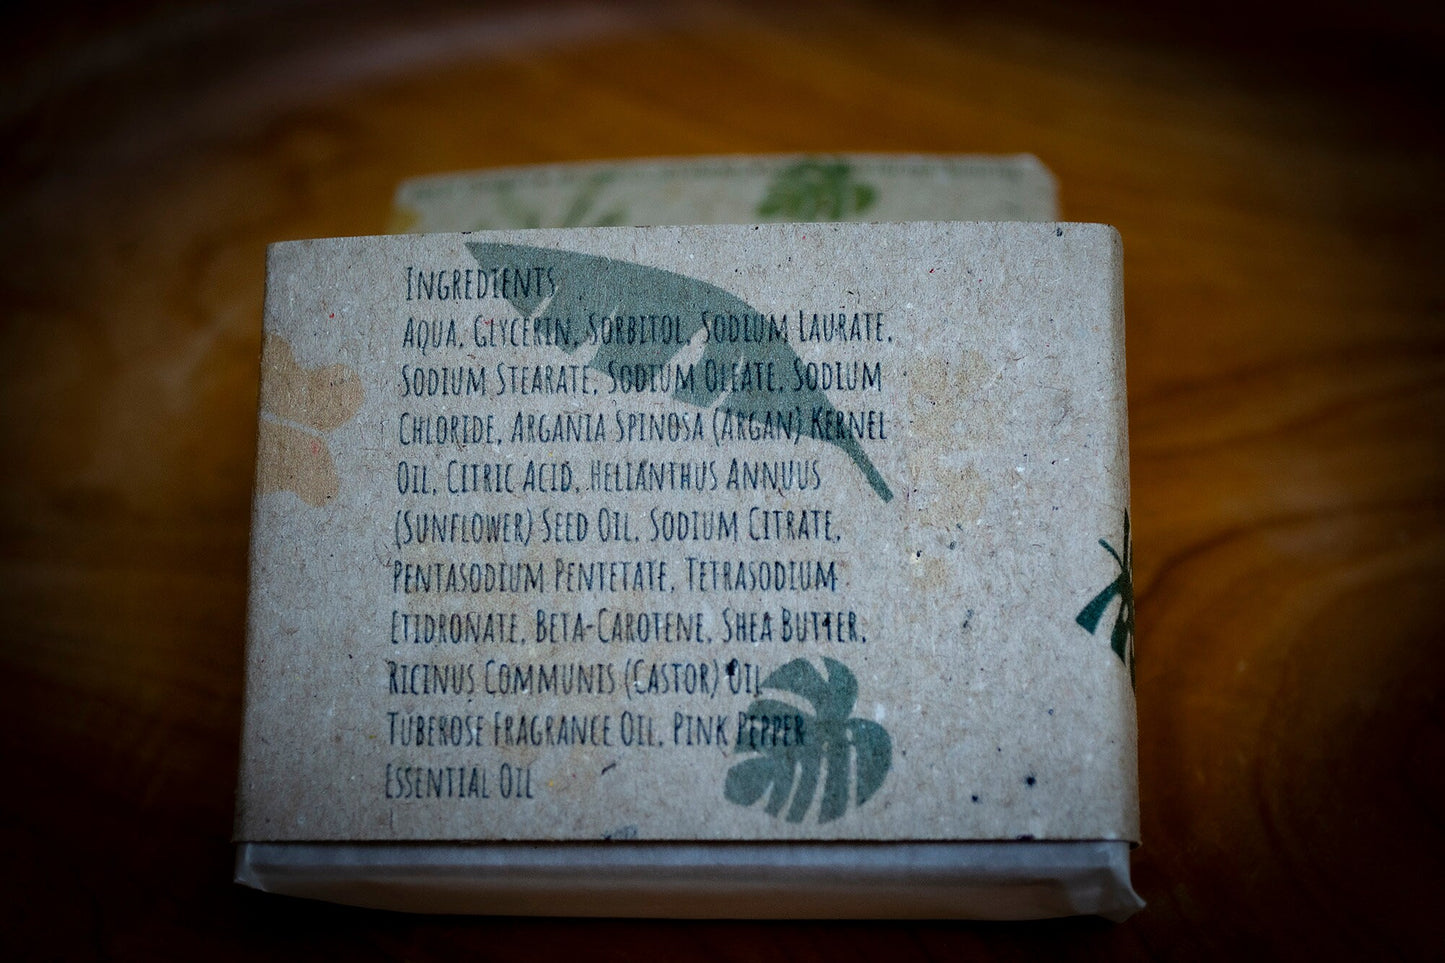 Ingredients
Aqua, Glycerin, Sorbitol, Sodium Laurate,
Sodium Stearate, Sodium Oleate, Sodium
Chloride, Argania Spinosa (Argan) Kernel
Oil, Citric Acid, Helianthus Annuus
(Sunflower) Seed Oil, Sodium Citrate,
Pentasodium Pentetate, Tetrasodium
Etidronate, Beta-Carotene, Shea Butter,
Ricinus Communis (Castor) Oil
Tuberose Fragrance Oil, Pink Pepper
Essential Oil